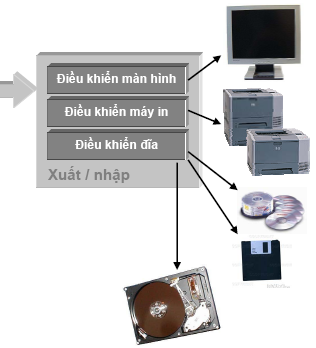 Điều khiển màn hình
Điều khiển máy in
Điều khiển đĩa
Xuất / nhập